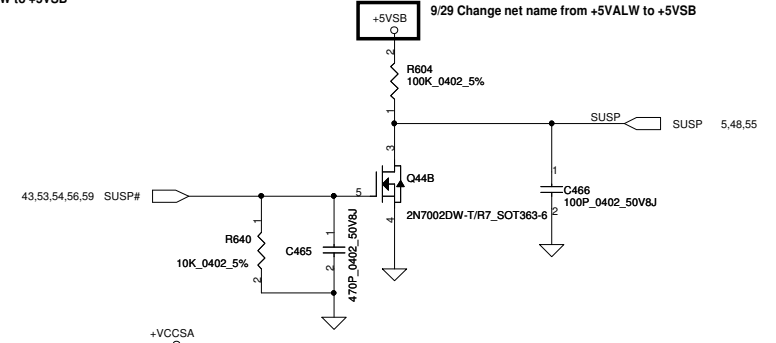 +5VSB
9/29 Change net name from +5VALW to +5VSB
+5VSB
2
R604
100K_0402_5%
1
SUSP
SUSP 5,48,55
3
Q44B
1
C466
100P_0402_50V8J
2
43,53,54,56,59 SUSP#
5
2N7002DW-T/R7_SOT363-6
4
1
R640
10K_0402_5%
2
1
C465
2
470P_0402_50V8J
+VCCSA